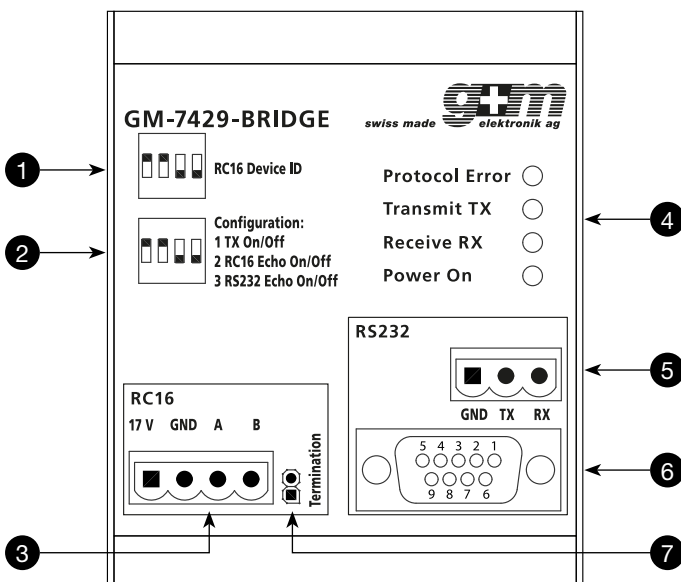 GM-7429-BRIDGE
g+m
swiss made elektronik ag
1
RC16 Device ID
2
Configuration:
1 TX On/Off
2 RC16 Echo On/Off
3 RS232 Echo On/Off
Protocol Error
Transmit TX
Receive RX
Power On
4
RS232
GND TX RX
5
5 4 3 2 1
9 8 7 6
6
RC16
17 V GND A B
Termination
3
7